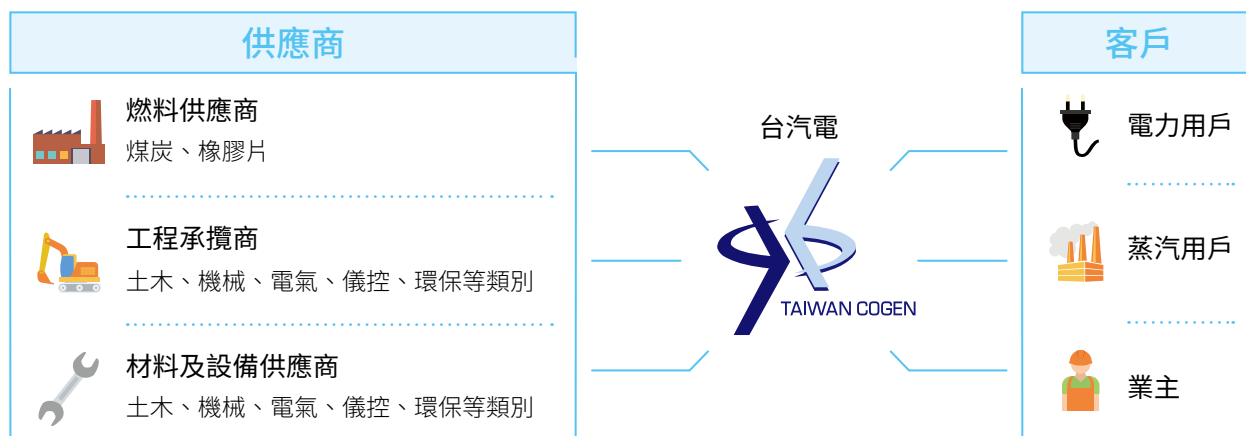 供應商
燃料供應商
煤炭、橡膠片
工程承攬商
土木、機械、電氣、儀控、環保等類別
材料及設備供應商
土木、機械、電氣、儀控、環保等類別
台汽電
TAIWAN COGEN
客戶
電力用戶
蒸汽用戶
業主